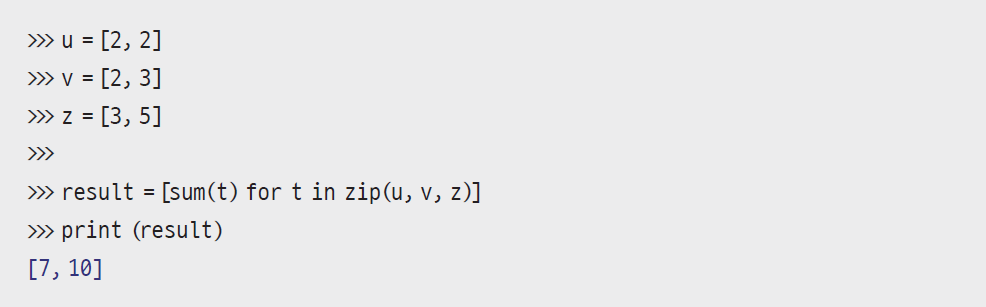 >>> u = [2, 2]
>>> v = [2, 3]
>>> z = [3, 5]
>>>
>>> result = [sum(t) for t in zip(u, v, z)]
>>> print (result)
[7, 10]